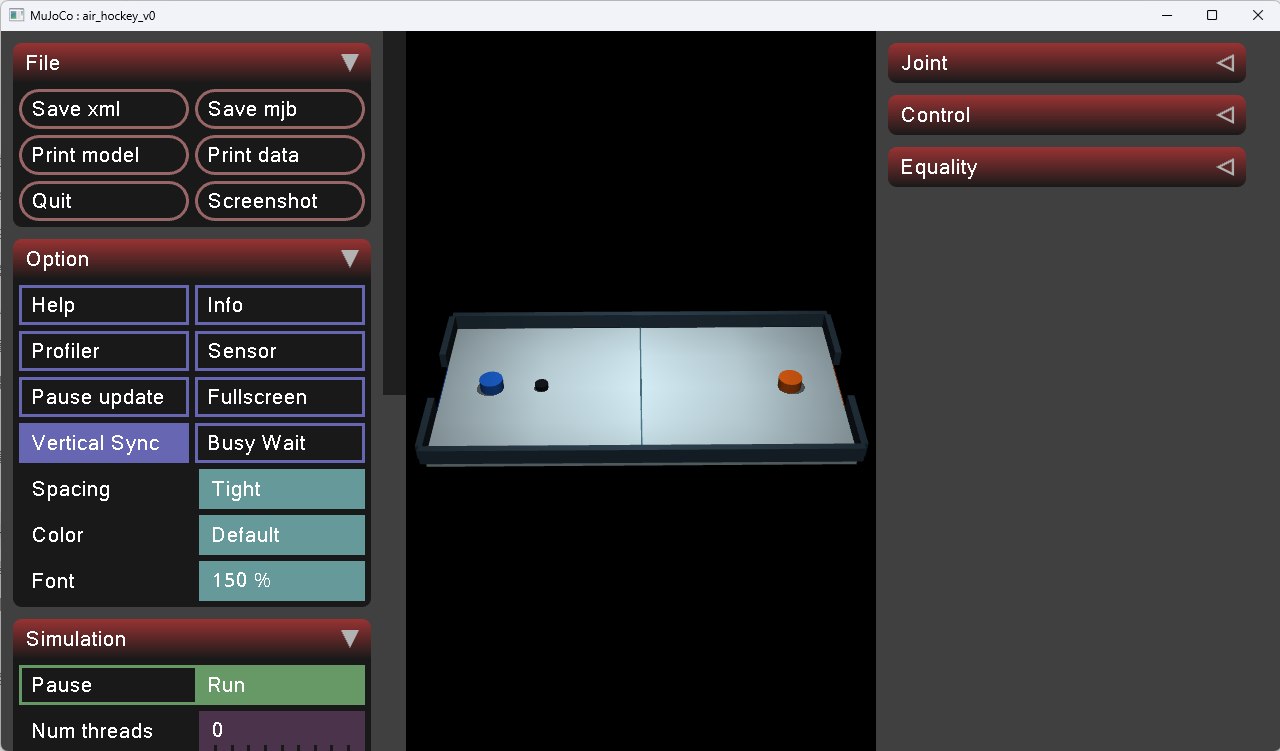 MuJoCo : air_hockey_v0
File
Save xml
Save mjb
Print model
Print data
Quit
Screenshot
Option
Help
Info
Profiler
Sensor
Pause update
Fullscreen
Vertical Sync
Busy Wait
Spacing
Tight
Color
Default
Font
150 %
Simulation
Pause
Run
Num threads
0
Joint
Control
Equality